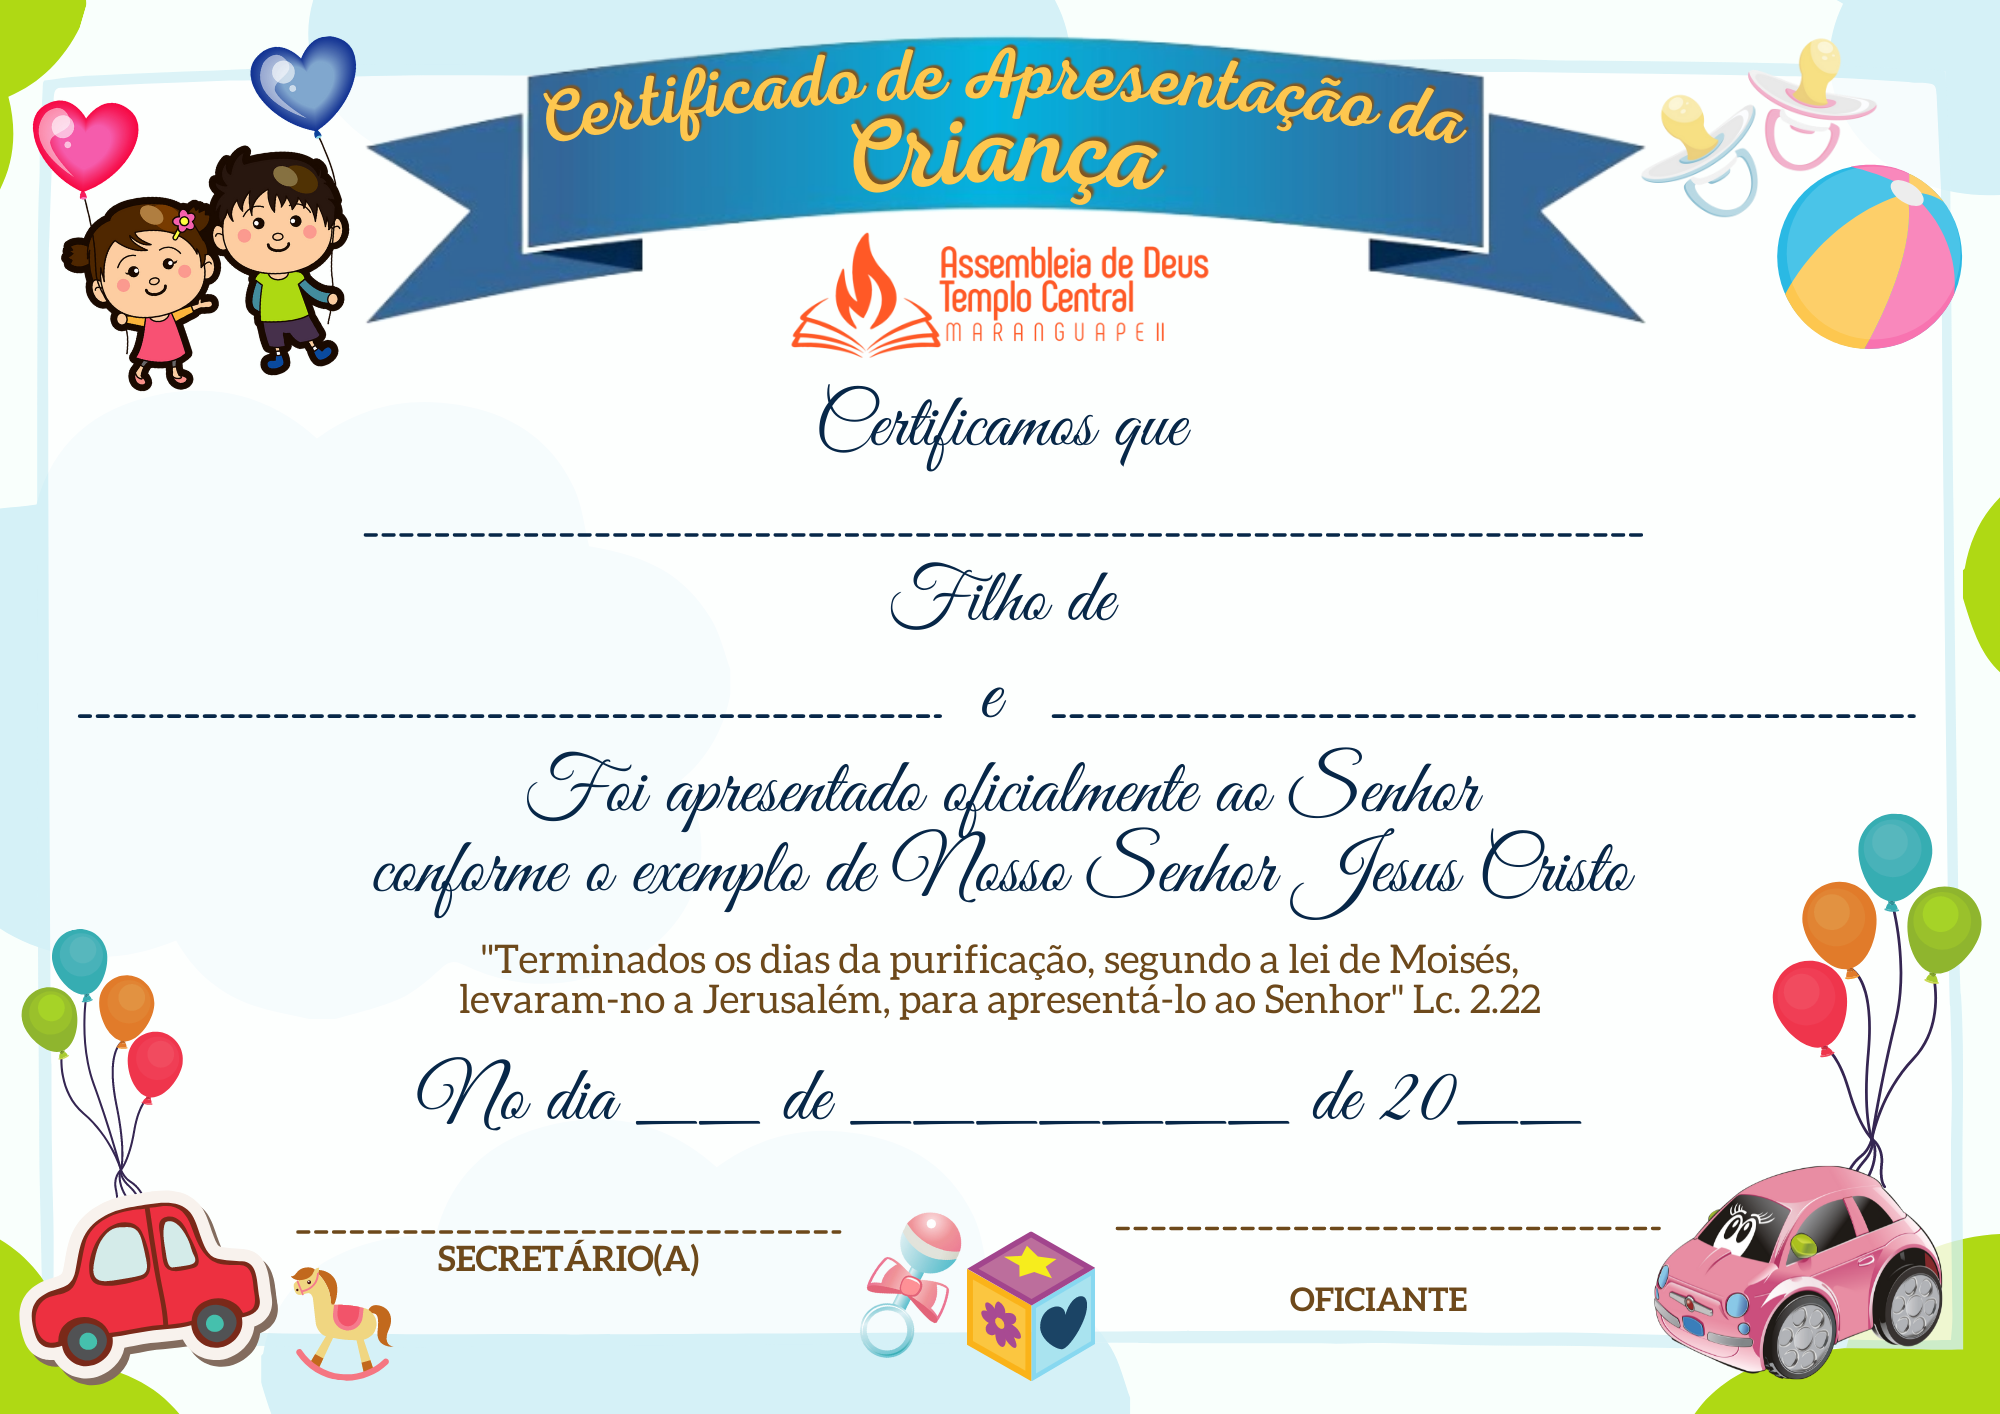 Certificado de Apresentação da
Criança
Assembleia de Deus
Templo Central
MARANGUAPE II
Certificamos que
Filho de
e
Foi apresentado oficialmente ao Senhor
conforme o exemplo de Nosso Senhor Jesus Cristo
"Terminados os dias da purificação, segundo a lei de Moisés,
levaram-no a Jerusalém, para apresentá-lo ao Senhor" Lc. 2.22
No dia ____ de ______________ de 20____
SECRETÁRIO(A)
OFICIANTE